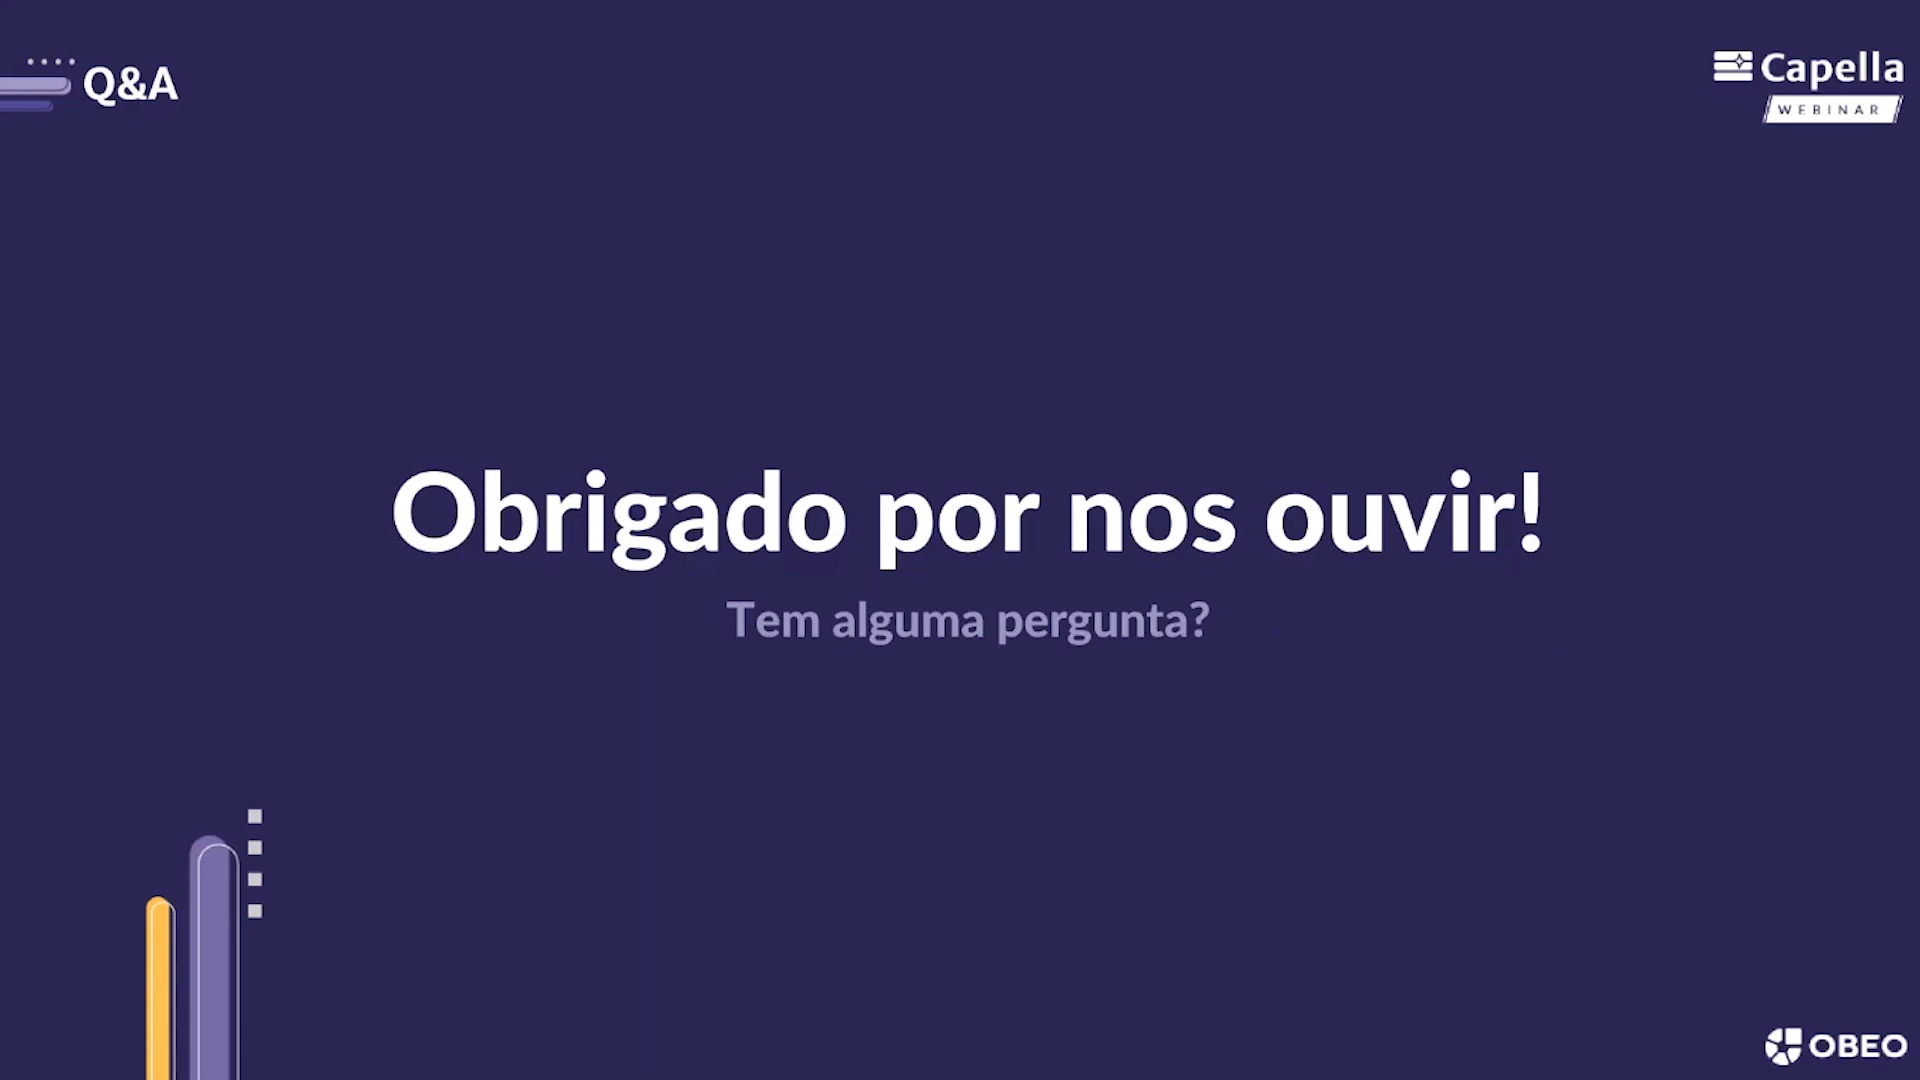 Q&A
Capella
WEBINAR
Obrigado por nos ouvir!
Tem alguma pergunta?
OBEO